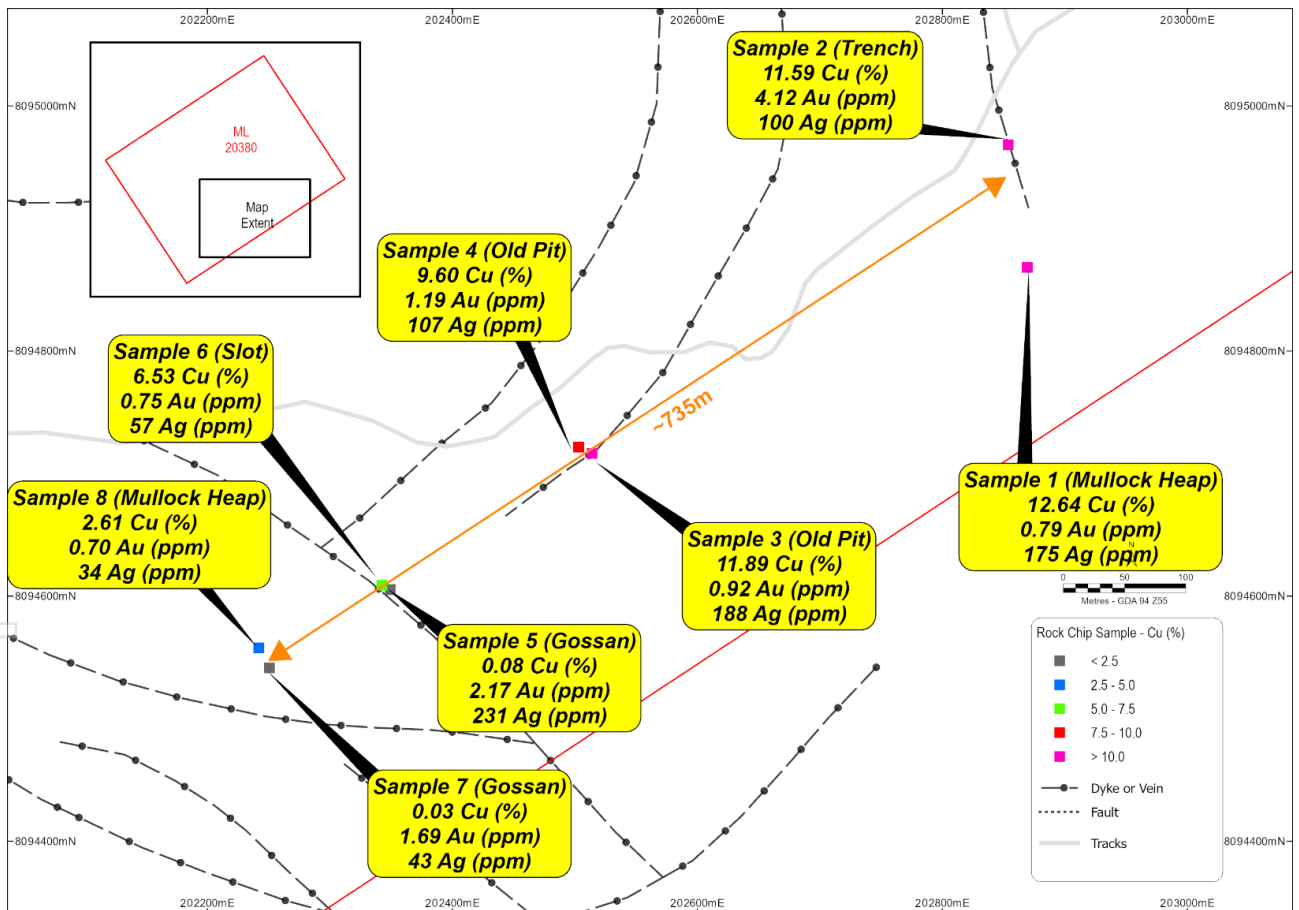 202200mE
202400mE
202600mE
202800mE
203000mE
8095000mN
8095000mN
8094800mN
8094800mN
8094600mN
8094600mN
8094400mN
8094400mN
ML
20380
Map
Extent
Sample 2 (Trench)
11.59 Cu (%)
4.12 Au (ppm)
100 Ag (ppm)
Sample 4 (Old Pit)
9.60 Cu (%)
1.19 Au (ppm)
107 Ag (ppm)
Sample 6 (Slot)
6.53 Cu (%)
0.75 Au (ppm)
57 Ag (ppm)
~735m
Sample 8 (Mullock Heap)
2.61 Cu (%)
0.70 Au (ppm)
34 Ag (ppm)
Sample 1 (Mullock Heap)
12.64 Cu (%)
0.79 Au (ppm)
175 Ag (ppm)
Sample 3 (Old Pit)
11.89 Cu (%)
0.92 Au (ppm)
188 Ag (ppm)
Sample 5 (Gossan)
0.08 Cu (%)
2.17 Au (ppm)
231 Ag (ppm)
Sample 7 (Gossan)
0.03 Cu (%)
1.69 Au (ppm)
43 Ag (ppm)
N
0 50 100
Metres - GDA 94 Z55
Rock Chip Sample - Cu (%)
< 2.5
2.5 - 5.0
5.0 - 7.5
7.5 - 10.0
> 10.0
Dyke or Vein
Fault
Tracks
202200mE
202400mE
202600mE
202800mE
203000mE